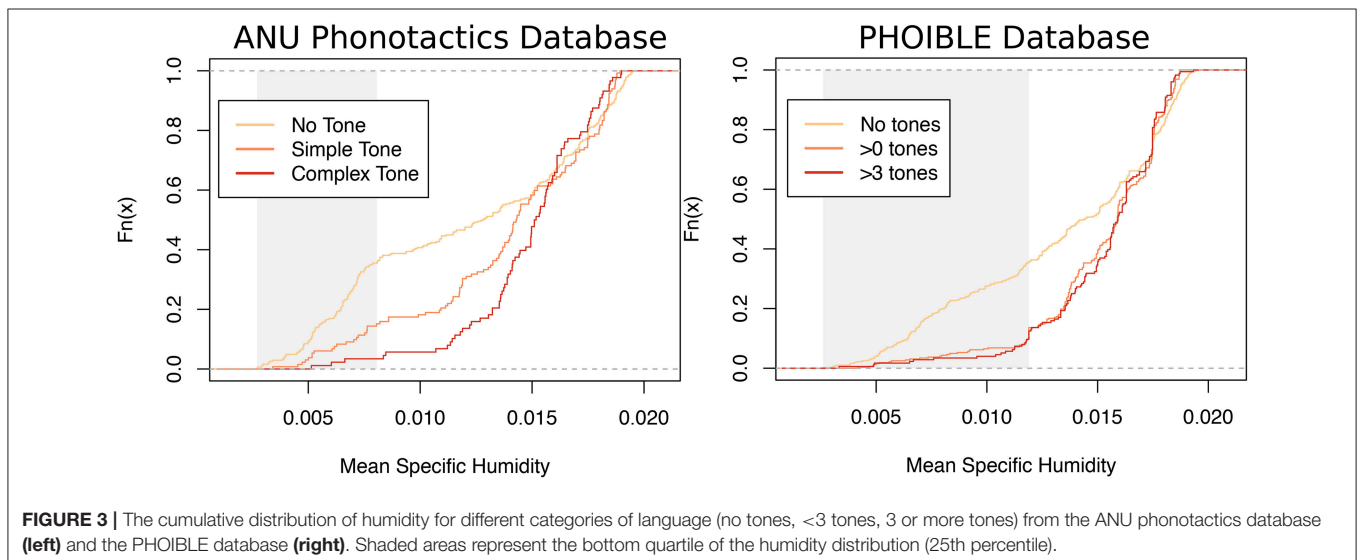 ANU Phonotactics Database
PHOIBLE Database
Fn(x)
0.0
0.2
0.4
0.6
0.8
1.0
No Tone
Simple Tone
Complex Tone
0.005
0.010
0.015
0.020
Mean Specific Humidity
Fn(x)
0.0
0.2
0.4
0.6
0.8
1.0
No tones
>0 tones
>3 tones
0.005
0.010
0.015
0.020
Mean Specific Humidity
FIGURE 3 | The cumulative distribution of humidity for different categories of language (no tones, <3 tones, 3 or more tones) from the ANU phonotactics database
(left) and the PHOIBLE database (right). Shaded areas represent the bottom quartile of the humidity distribution (25th percentile).